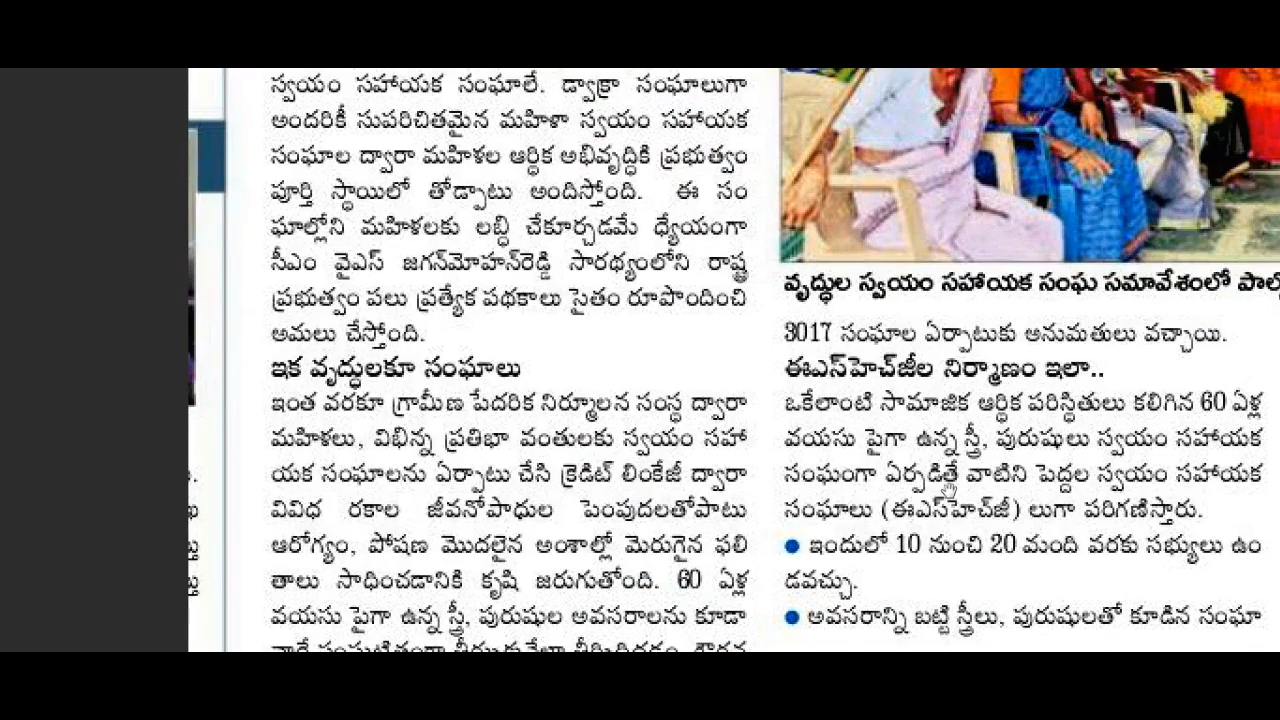 స్వయం సహాయక సంఘాలే. డ్వాక్రా సంఘాలుగా
అందరికీ సుపరిచితమైన మహిళా స్వయం సహాయక
సంఘాల ద్వారా మహిళల ఆర్థిక అభివృద్ధికి ప్రభుత్వం
పూర్తి స్థాయిలో తోడ్పాటు అందిస్తోంది. ఈ సం
ఘాల్లోని మహిళలకు లబ్ధి చేకూర్చడమే ధ్యేయంగా
సీఎం వైఎస్ జగన్‌మోహన్‌రెడ్డి సారథ్యంలోని రాష్ట్ర
ప్రభుత్వం పలు ప్రత్యేక పథకాలు సైతం రూపొందించి
అమలు చేస్తోంది.
ఇక వృద్ధులకూ సంఘాలు
ఇంత వరకూ గ్రామీణ పేదరిక నిర్మూలన సంస్థ ద్వారా
మహిళలు, విభిన్న ప్రతిభా వంతులకు స్వయం సహా
యక సంఘాలను ఏర్పాటు చేసి క్రెడిట్ లింకేజీ ద్వారా
వివిధ రకాల జీవనోపాధుల పెంపుదలతోపాటు
ఆరోగ్యం, పోషణ మొదలైన అంశాల్లో మెరుగైన ఫలి
తాలు సాధించడానికి కృషి జరుగుతోంది. 60 ఏళ్ల
వయసు పైగా ఉన్న స్త్రీ, పురుషుల అవసరాలను కూడా
వృద్ధుల స్వయం సహాయక సంఘ సమావేశంలో
3017 సంఘాల ఏర్పాటుకు అనుమతులు వచ్చాయి.
ఈఎస్‌హెచ్‌జీల నిర్మాణం ఇలా..
ఒకేలాంటి సామాజిక ఆర్థిక పరిస్థితులు కలిగిన 60 ఏళ్ల
వయసు పైగా ఉన్న స్త్రీ, పురుషులు స్వయం సహాయక
సంఘంగా ఏర్పడితే వాటిని పెద్దల స్వయం సహాయక
సంఘాలు (ఈఎస్‌హెచ్‌జీ) లుగా పరిగణిస్తారు.
● ఇందులో 10 నుంచి 20 మంది వరకు సభ్యులు ఉం
డవచ్చు.
● అవసరాన్ని బట్టి స్త్రీలు, పురుషులతో కూడిన సంఘా